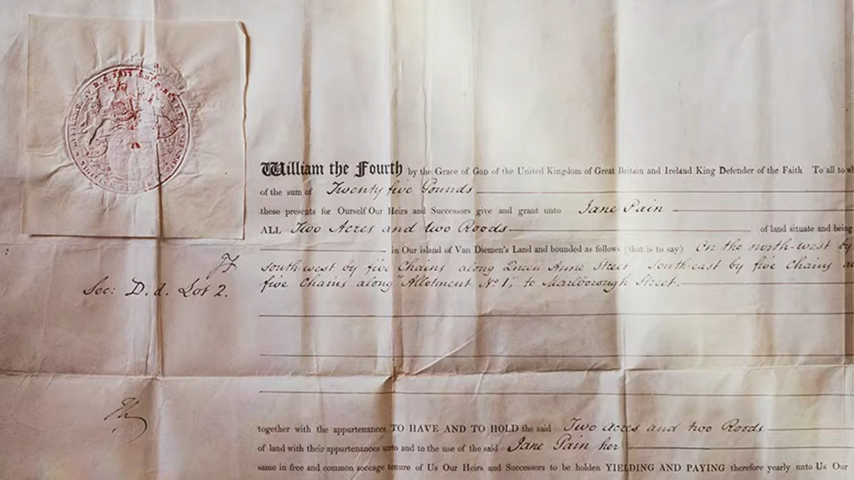 William the Fourth by the Grace of God of the United Kingdom of Great Britain and Ireland King Defender of the Faith To all to
of the sum of Twenty five Pounds
these presents for Ourself Our Heirs and Successors give and grant unto Jane Pain
ALL Two Acres and two Roods of land situate and being
in Our island of Van Diemen's Land and bounded as follows (that is to say) On the north-west by
South-west by five Chains along Queen Anne Street South-east by five Chains
five Chains along Allotment No 1, to Marlborough Street.
Sec: D.d. Lot 2.
together with the appurtenances TO HAVE AND TO HOLD the said Two Acres and two Roods
of land with their appurtenances unto and to the use of the said Jane Pain her
same in free and common soccage tenure of Us Our Heirs and Successors to be holden YIELDING AND PAYING therefore yearly unto Us Our